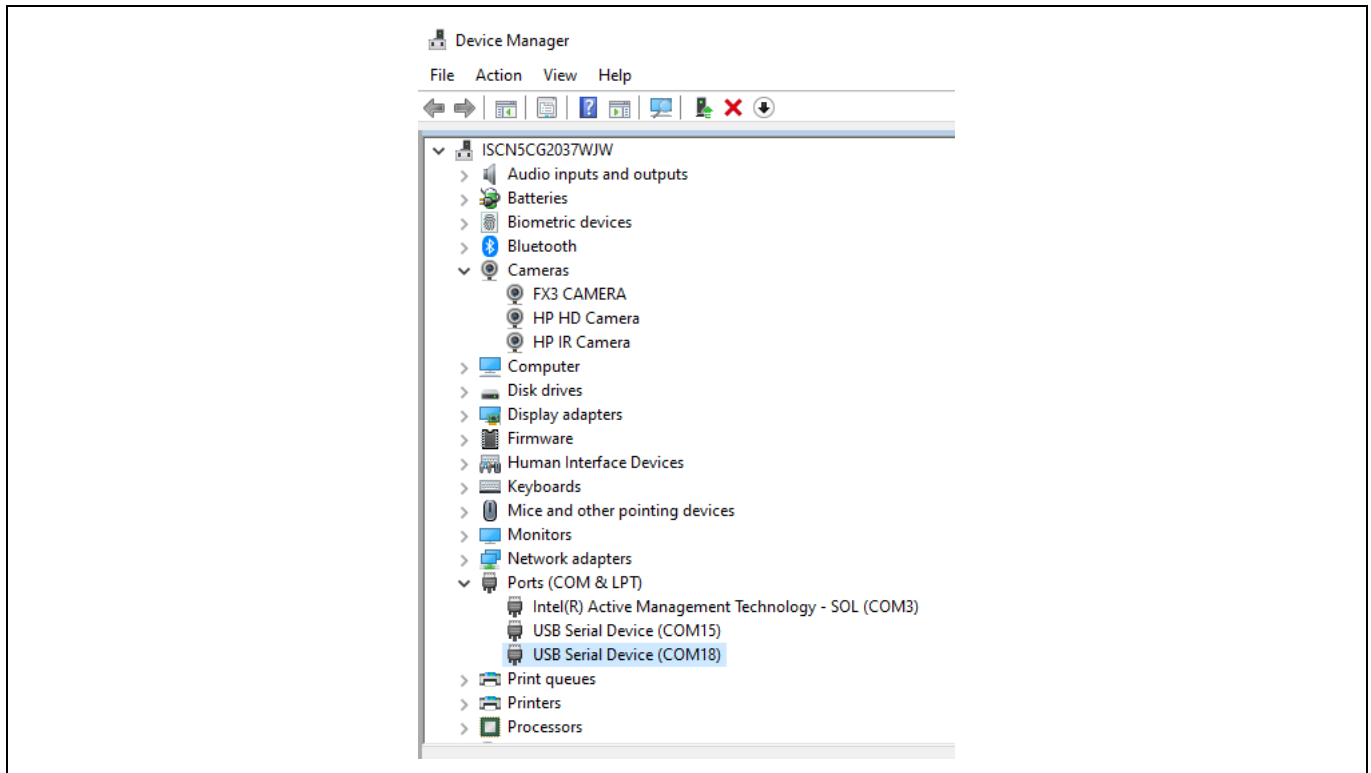 Device Manager
File Action View Help
ISCN5CG2037WJW
Audio inputs and outputs
Batteries
Biometric devices
Bluetooth
Cameras
FX3 CAMERA
HP HD Camera
HP IR Camera
Computer
Disk drives
Display adapters
Firmware
Human Interface Devices
Keyboards
Mice and other pointing devices
Monitors
Network adapters
Ports (COM & LPT)
Intel(R) Active Management Technology - SOL (COM3)
USB Serial Device (COM15)
USB Serial Device (COM18)
Print queues
Printers
Processors